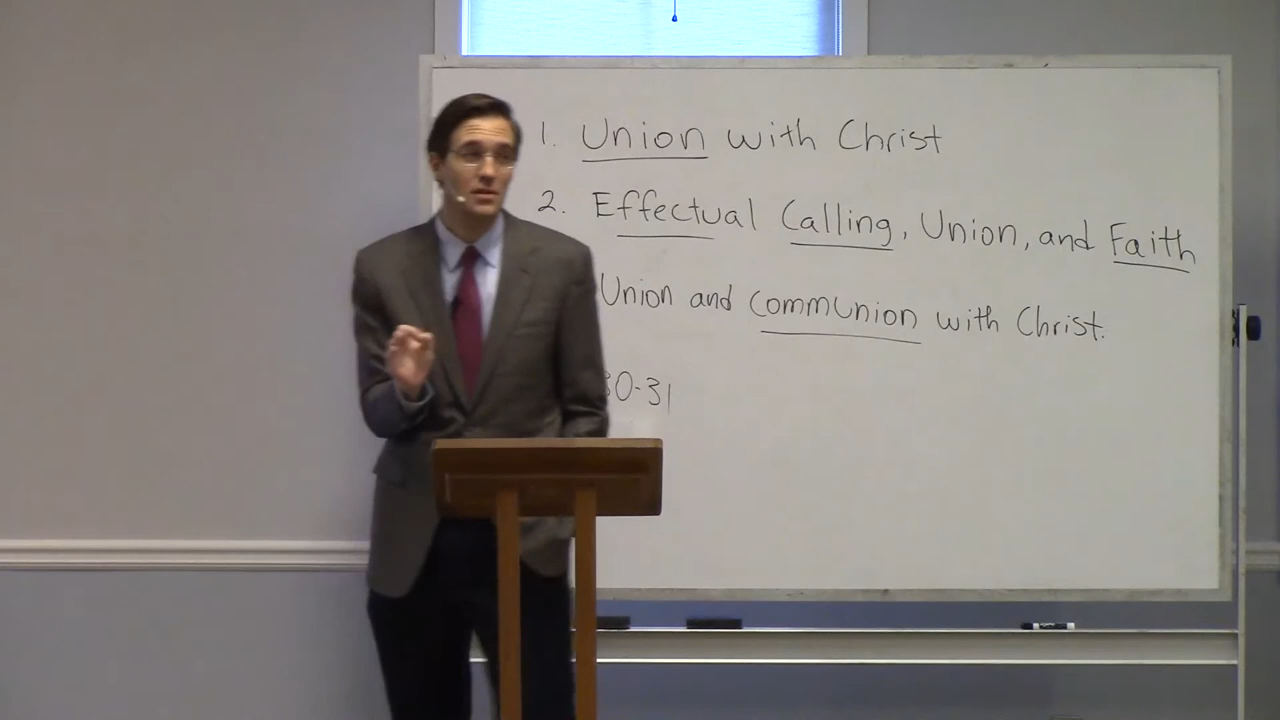 1. Union with Christ
2. Effectual Calling, Union, and Faith
Union and Communion with Christ.
30-31